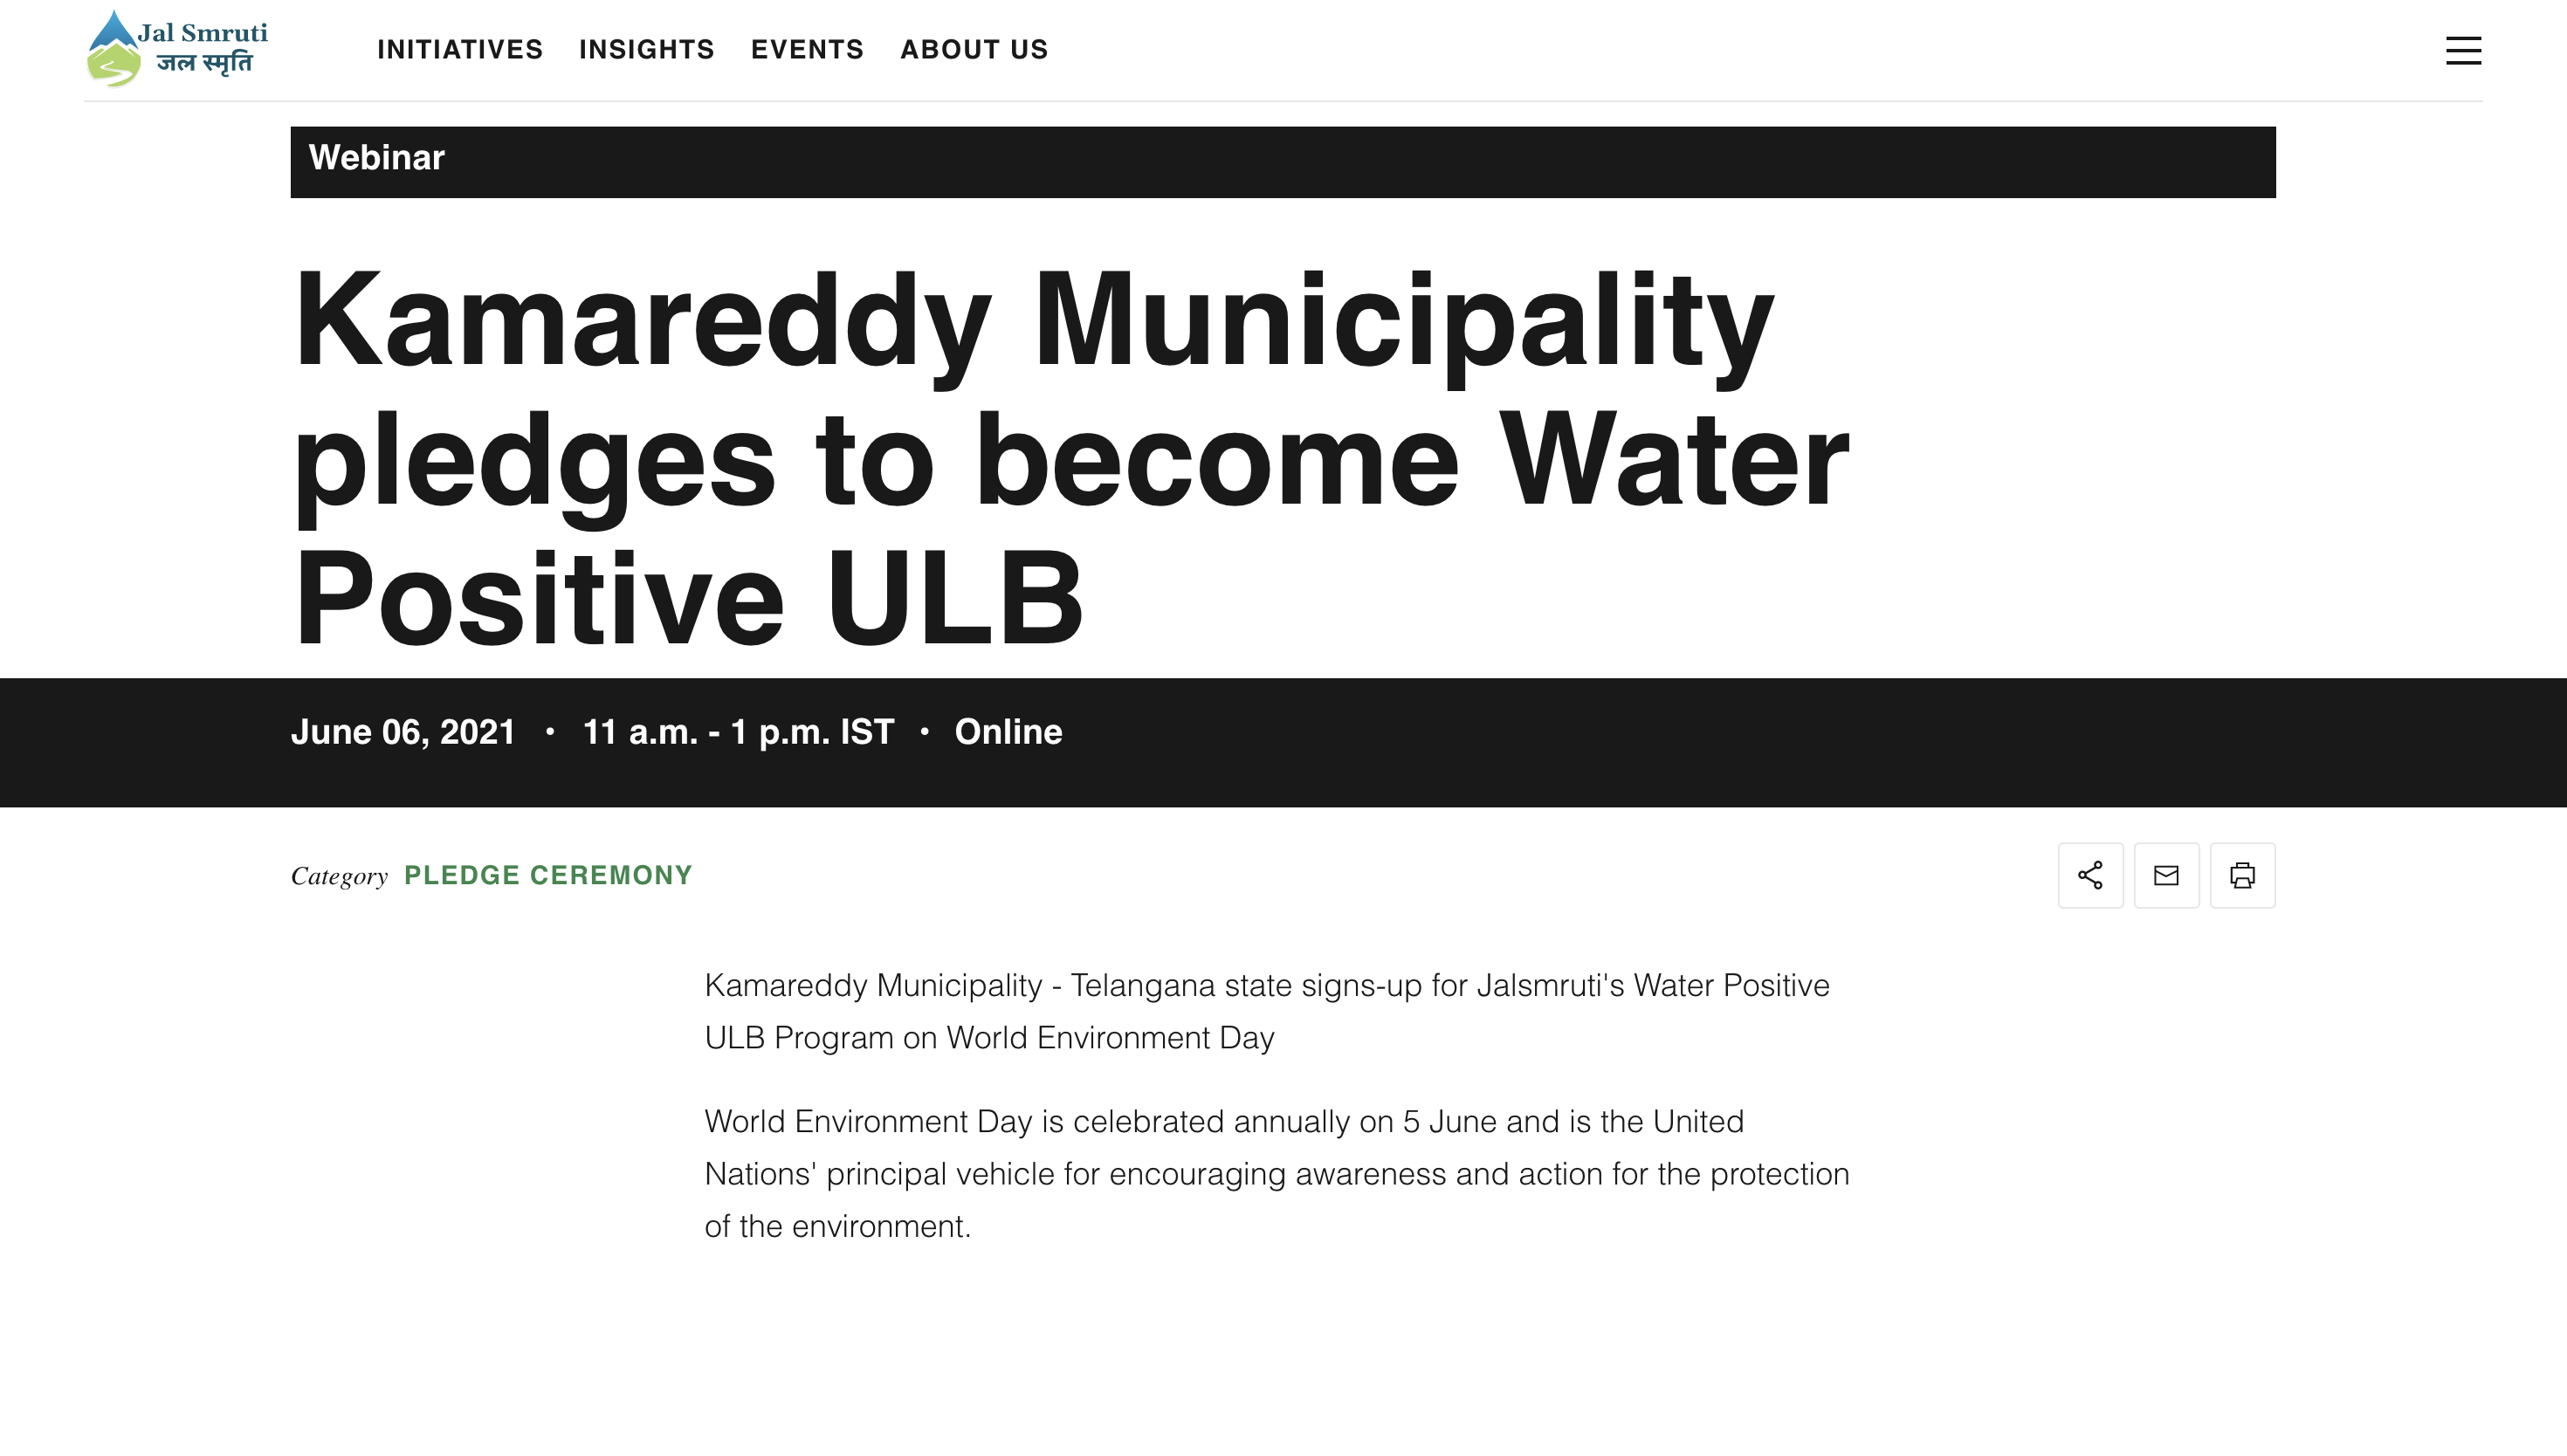 Jal Smruti
जल स्मृति
INITIATIVES INSIGHTS EVENTS ABOUT US
Webinar
Kamareddy Municipality
pledges to become Water
Positive ULB
June 06, 2021 • 11 a.m. - 1 p.m. IST • Online
Category PLEDGE CEREMONY
Kamareddy Municipality - Telangana state signs-up for Jalsmruti's Water Positive
ULB Program on World Environment Day
World Environment Day is celebrated annually on 5 June and is the United
Nations' principal vehicle for encouraging awareness and action for the protection
of the environment.